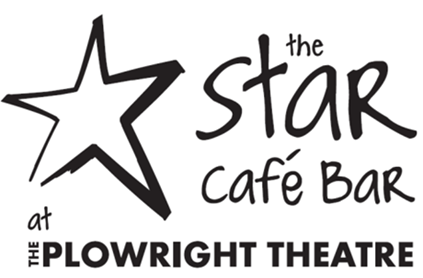 the
star
café Bar
at
THE PLOWRIGHT THEATRE